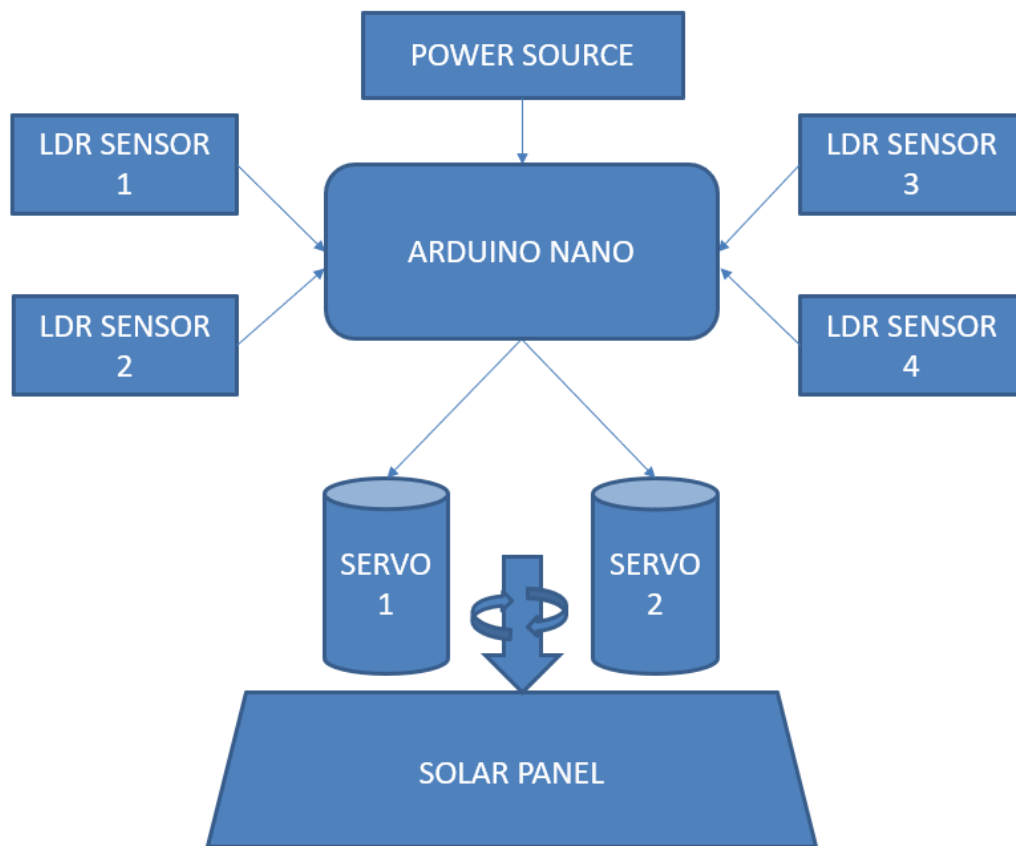 POWER SOURCE
LDR SENSOR
1
LDR SENSOR
3
ARDUINO NANO
LDR SENSOR
2
LDR SENSOR
4
SERVO
1
SERVO
2
SOLAR PANEL